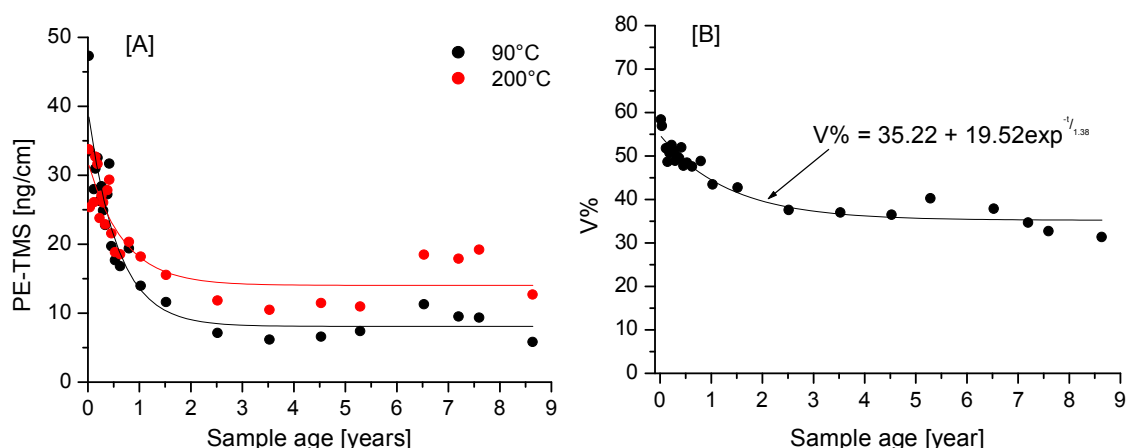 [A]
90°C
200°C
50
40
30
20
10
0
PE-TMS [ng/cm]
0 1 2 3 4 5 6 7 8 9
Sample age [years]
[B]
V% = 35.22 + 19.52exp^-t/1.38
80
70
60
50
40
30
20
10
0
V%
0 1 2 3 4 5 6 7 8 9
Sample age [year]